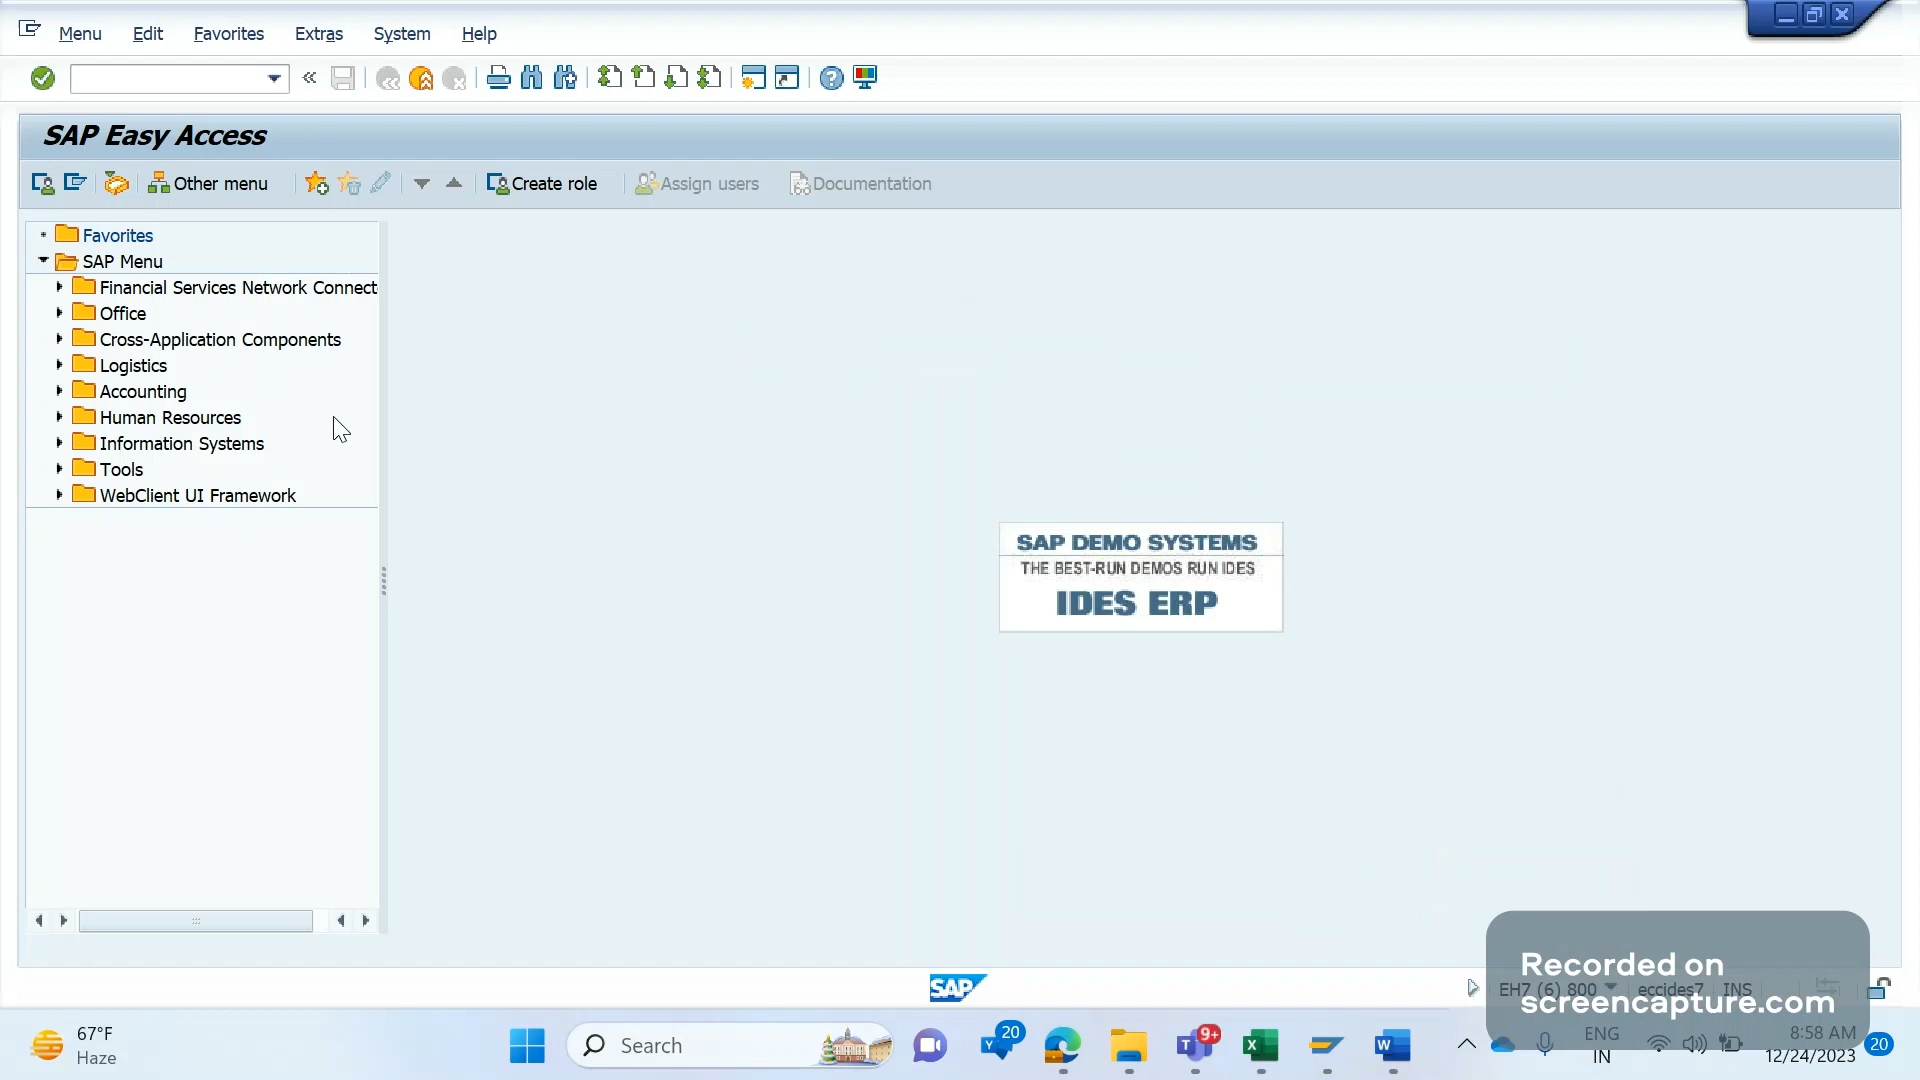 Menu Edit Favorites Extras System Help
SAP Easy Access
Other menu Create role Assign users Documentation
Favorites
SAP Menu
Financial Services Network Connect
Office
Cross-Application Components
Logistics
Accounting
Human Resources
Information Systems
Tools
WebClient UI Framework
SAP DEMO SYSTEMS
THE BEST-RUN DEMOS RUN IDES
IDES ERP
SAP
EH7 (6) 800 eccides7 INS
Recorded on
screencapture.com
67°F
Haze
Search
20
9+
ENG
IN
8:58 AM
12/24/2023
20